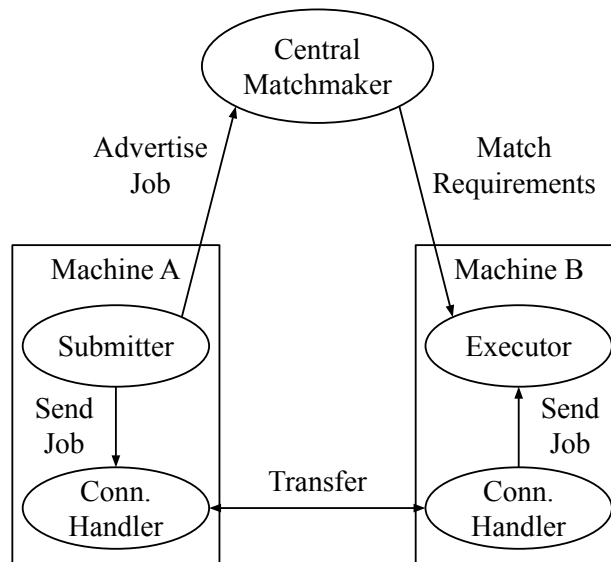 Central
Matchmaker
Advertise
Job
Match
Requirements
Machine A
Machine B
Submitter
Executor
Send
Job
Send
Job
Conn.
Handler
Transfer
Conn.
Handler